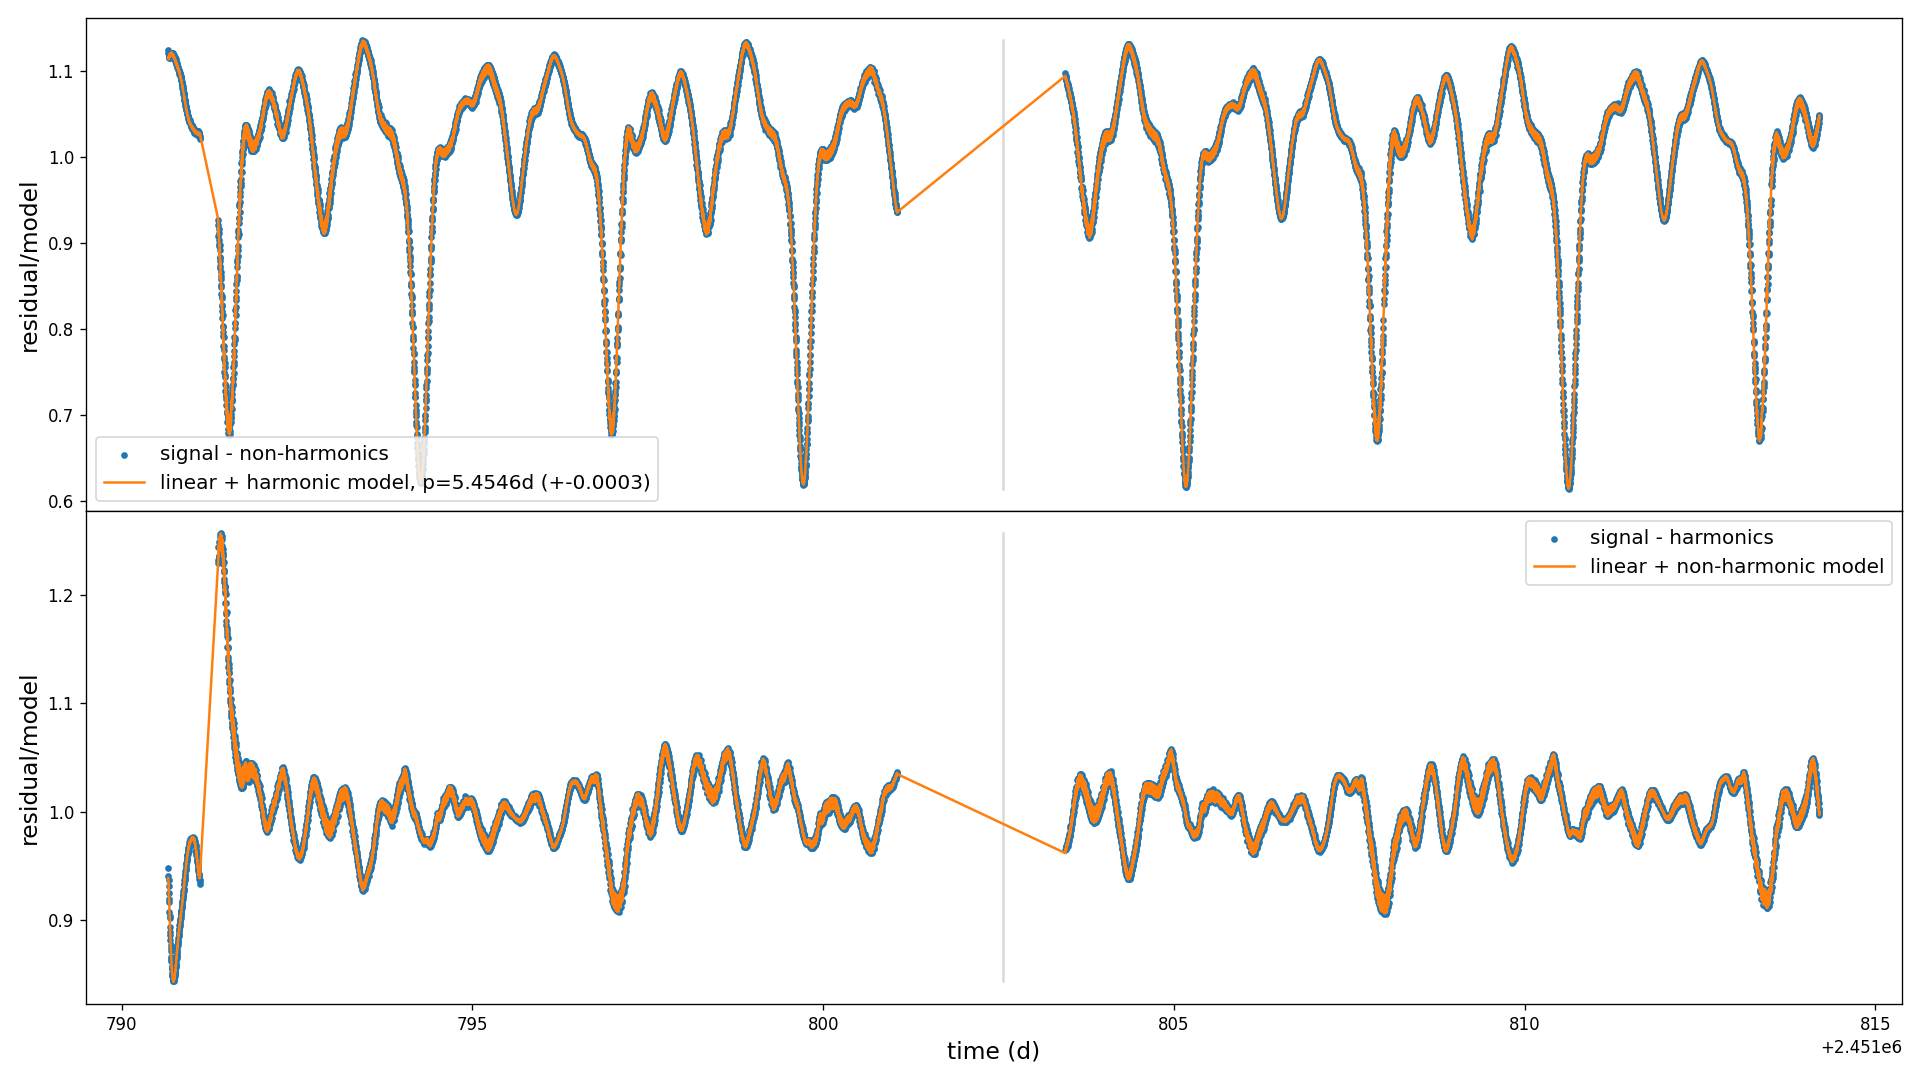 residual/model
1.1
1.0
0.9
0.8
0.7
0.6
signal - non-harmonics
linear + harmonic model, p=5.4546d (+-0.0003)
residual/model
1.2
1.1
1.0
0.9
signal - harmonics
linear + non-harmonic model
790 795 800 805 810 815
time (d)
+2.451e6